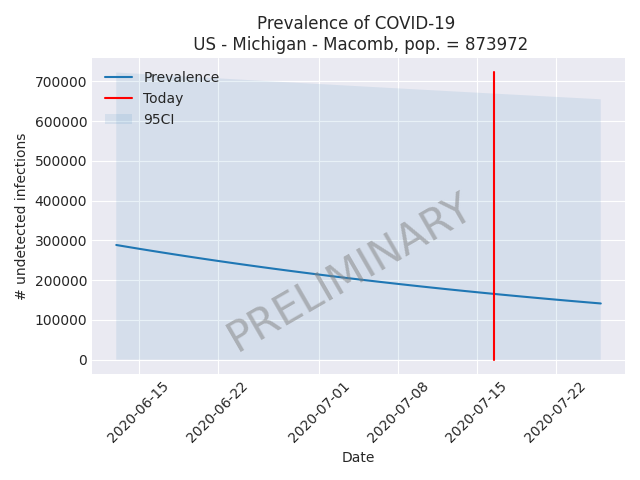 Prevalence of COVID-19
US - Michigan - Macomb, pop. = 873972
Prevalence
Today
95CI
700000
600000
500000
400000
300000
200000
100000
0
# undetected infections
PRELIMINARY
2020-06-15
2020-06-22
2020-07-01
2020-07-08
2020-07-15
2020-07-22
Date